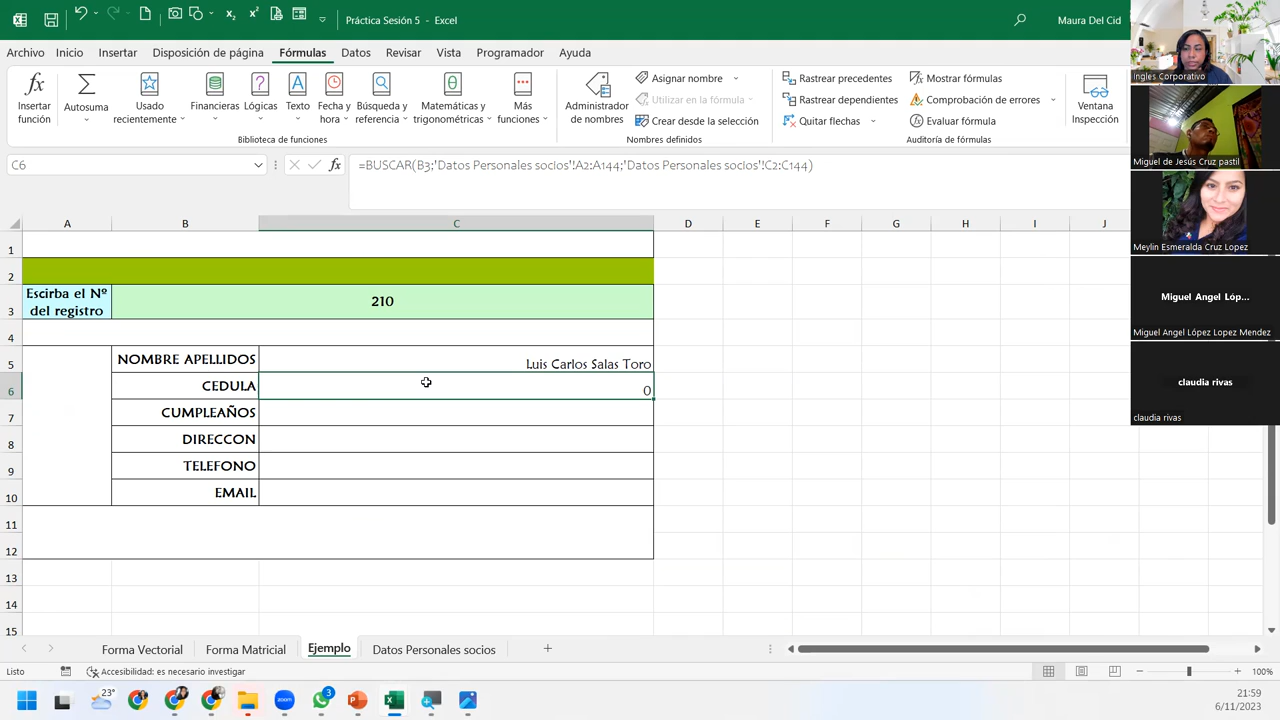 Práctica Sesión 5 - Excel
Maura Del Cid
Archivo Inicio Insertar Disposición de página Fórmulas Datos Revisar Vista Programador Ayuda
Insertar función
Autosuma
Usado recientemente
Financieras
Lógicas
Texto
Fecha y hora
Búsqueda y referencia
Matemáticas y trigonométricas
Más funciones
Biblioteca de funciones
Administrador de nombres
Asignar nombre
Utilizar en la fórmula
Crear desde la selección
Nombres definidos
Rastrear precedentes
Rastrear dependientes
Quitar flechas
Mostrar fórmulas
Comprobación de errores
Evaluar fórmula
Auditoría de fórmulas
Ventana Inspección
C6
fx
=BUSCAR(B3;'Datos Personales socios'!A2:A144;'Datos Personales socios'!C2:C144)
A B C D E F G H I J
1
2
3 Escirba el Nº del registro 210
4
5 NOMBRE APELLIDOS Luis Carlos Salas Toro
6 CEDULA 0
7 CUMPLEAÑOS
8 DIRECCON
9 TELEFONO
10 EMAIL
11
12
13
14
15
Forma Vectorial Forma Matricial Ejemplo Datos Personales socios
Listo
Accesibilidad: es necesario investigar
100%
23°
zoom
3
21:59
6/11/2023
Ingles Corporativo
Miguel de Jesús Cruz pastil
Meylin Esmeralda Cruz Lopez
Miguel Angel Lóp...
Miguel Angel López Lopez Mendez
claudia rivas
claudia rivas